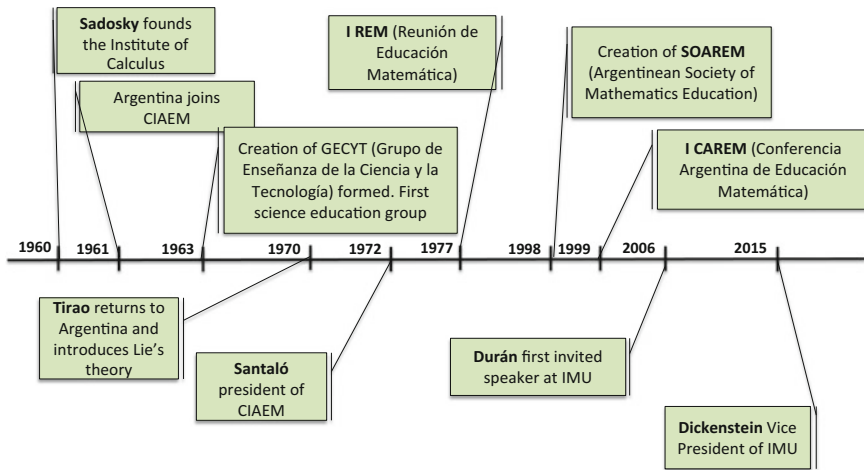 Sadosky founds
the Institute of
Calculus
Argentina joins
CIAEM
Creation of GECYT (Grupo de
Enseñanza de la Ciencia y la
Tecnología) formed. First
science education group
I REM (Reunión de
Educación
Matemática)
Creation of SOAREM
(Argentinean Society of
Mathematics Education)
I CAREM (Conferencia
Argentina de Educación
Matemática)
1960 1961 1963 1970 1972 1977 1998 1999 2006 2015
Tirao returns to
Argentina and
introduces Lie's
theory
Santaló
president of
CIAEM
Durán first invited
speaker at IMU
Dickenstein Vice
President of IMU